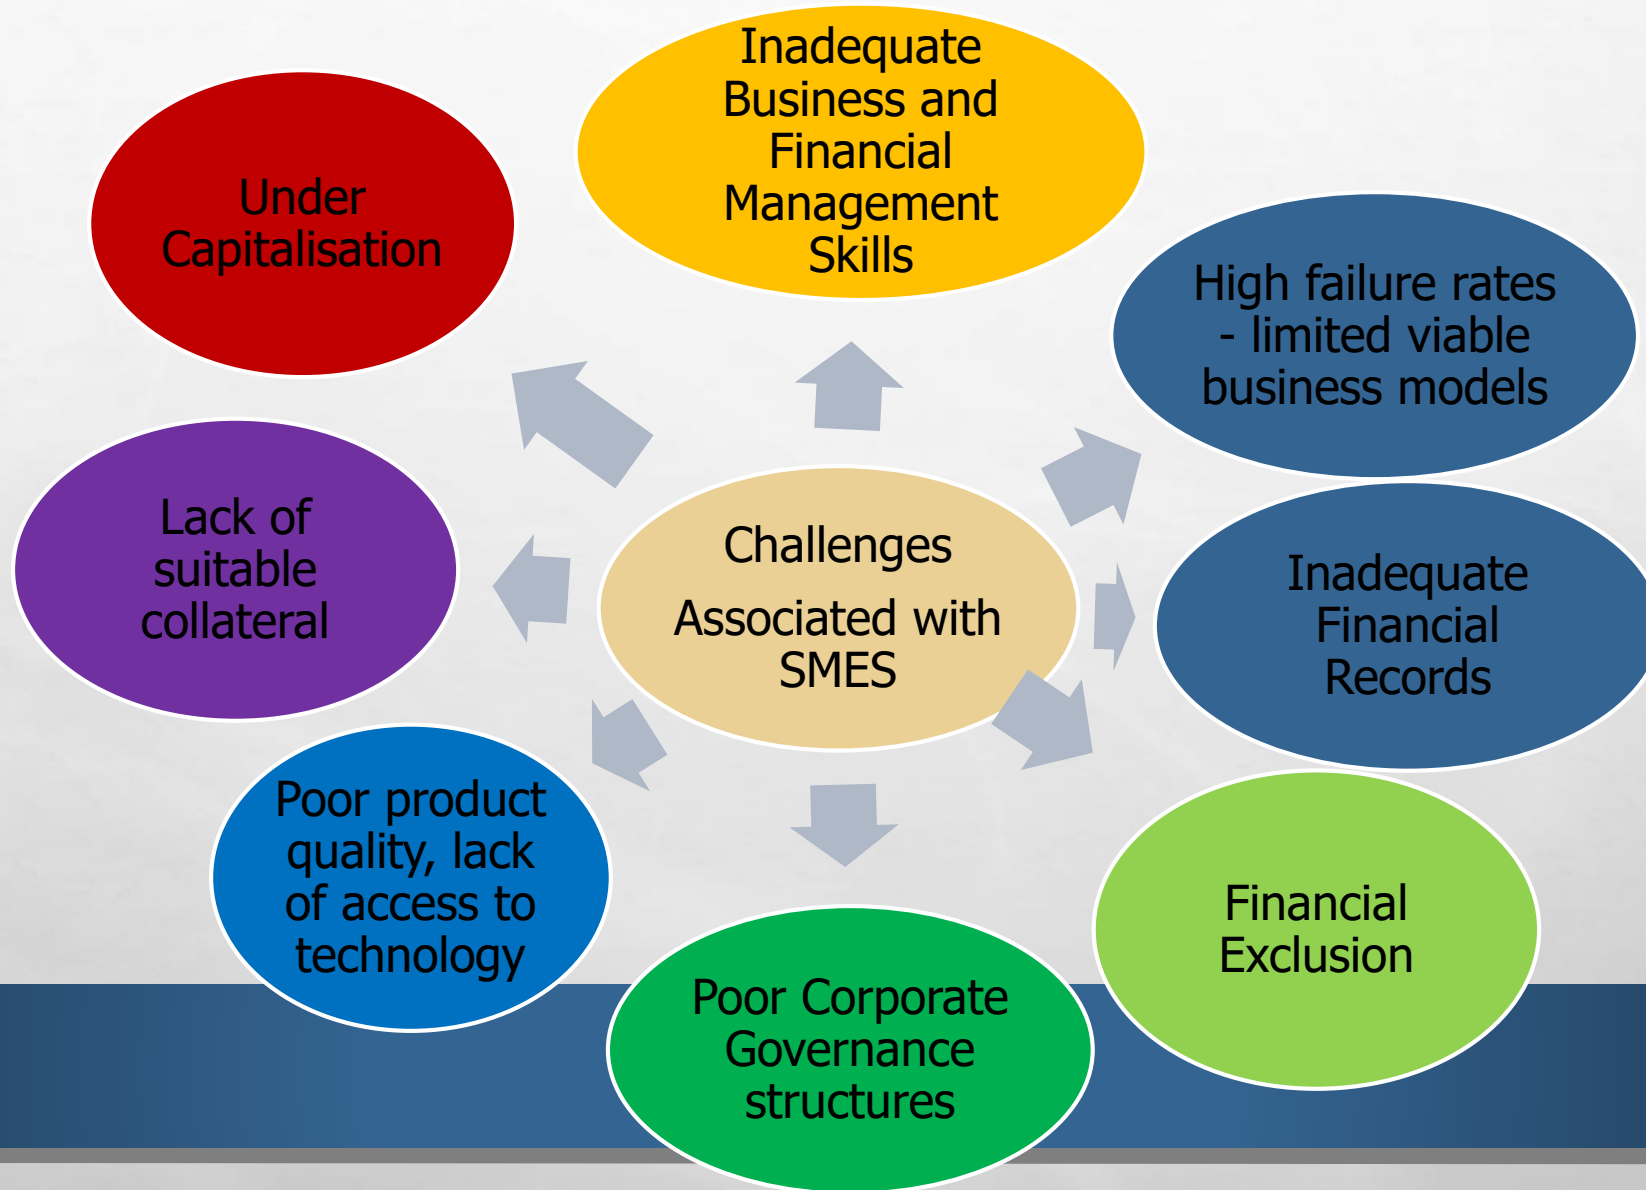 Inadequate
Business and
Financial
Management
Skills
Under
Capitalisation
High failure rates
- limited viable
business models
Lack of
suitable
collateral
Challenges
Associated with
SMES
Inadequate
Financial
Records
Poor product
quality, lack
of access to
technology
Financial
Exclusion
Poor Corporate
Governance
structures